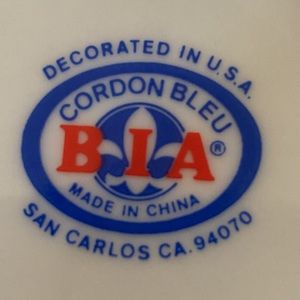 DECORATED IN U.S.A.
CORDON BLEU
BIA®
MADE IN CHINA
SAN CARLOS CA. 94070